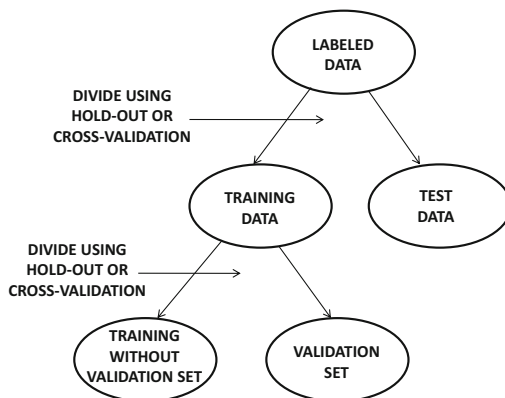 LABELED
DATA
DIVIDE USING
HOLD-OUT OR
CROSS-VALIDATION
TRAINING
DATA
TEST
DATA
DIVIDE USING
HOLD-OUT OR
CROSS-VALIDATION
TRAINING
WITHOUT
VALIDATION SET
VALIDATION
SET